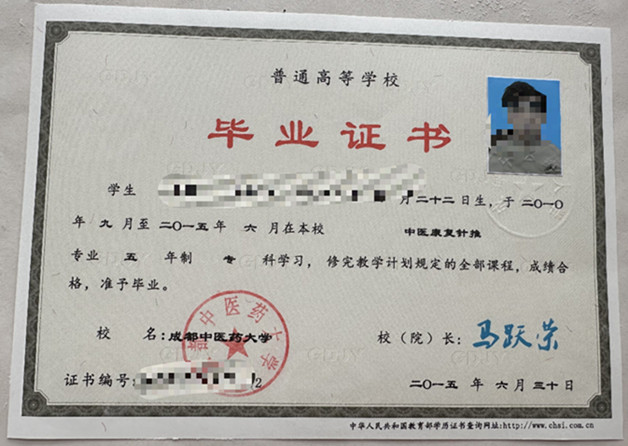 普通高等学校
毕业证书
学生 月二十二日生，于二〇一〇
年 九 月至 二〇一五 年 六 月在本校 中医康复针推
专业 五 年制 专 科学习，修完教学计划规定的全部课程，成绩合
格，准予毕业。
校 名：成都中医药大学 校（院）长：马跃荣
证书编号： 2 二〇一五 年 六 月 三十 日
中华人民共和国教育部学历证书查询网址：http://www.chsi.com.cn